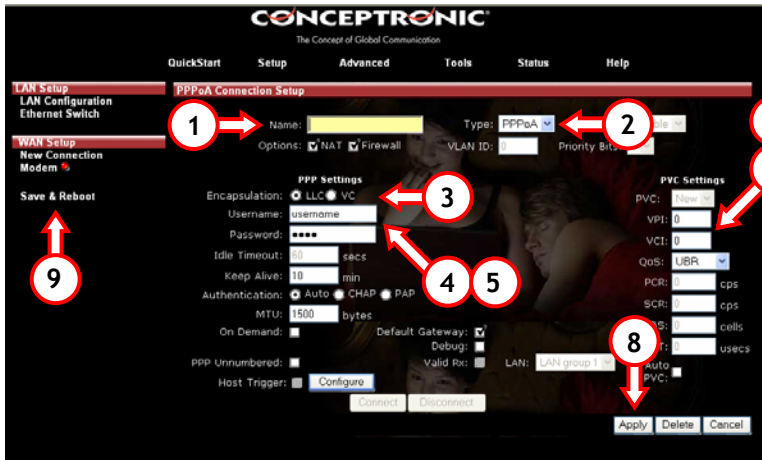 CONCEPTRONIC
The Concept of Global Communication
QuickStart Setup Advanced Tools Status Help
LAN Setup
LAN Configuration
Ethernet Switch
WAN Setup
New Connection
Modem
Save & Reboot
9
PPPoA Connection Setup
1
Name:
Type: PPPoA
2
Options: NAT Firewall
VLAN ID: 0
Priority Bits:
PPP Settings
Encapsulation: LLC VC
3
Username: username
Password: ••••
4 5
Idle Timeout: 60 secs
Keep Alive: 10 min
Authentication: Auto CHAP PAP
MTU: 1500 bytes
On Demand:
Default Gateway:
Debug:
PPP Unnumbered:
Valid Rx:
LAN: LAN group 1
Host Trigger: Configure
Connect Disconnect
PVC Settings
PVC: New
VPI: 0
VCI: 0
QoS: UBR
PCR: 0 cps
SCR: 0 cps
0 cells
0 usecs
Auto
PVC:
8
Apply Delete Cancel